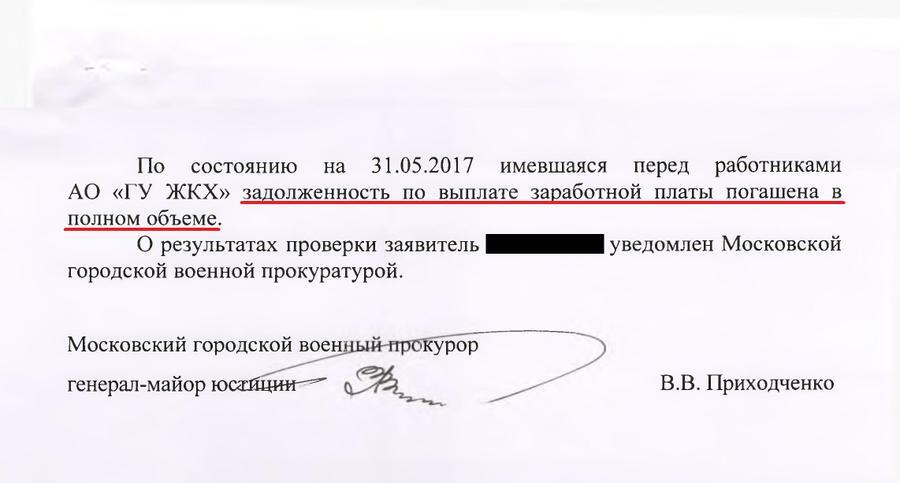 По состоянию на 31.05.2017 имевшаяся перед работниками
АО «ГУ ЖКХ» задолженность по выплате заработной платы погашена в
полном объеме.
О результатах проверки заявитель уведомлен Московской
городской военной прокуратурой.
Московский городской военный прокурор
генерал-майор юстиции В.В. Приходченко